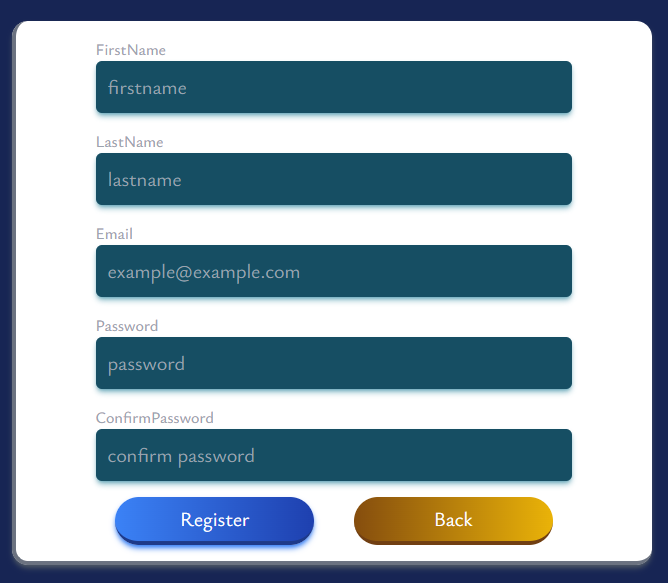 FirstName
firstname
LastName
lastname
Email
example@example.com
Password
password
ConfirmPassword
confirm password
Register Back